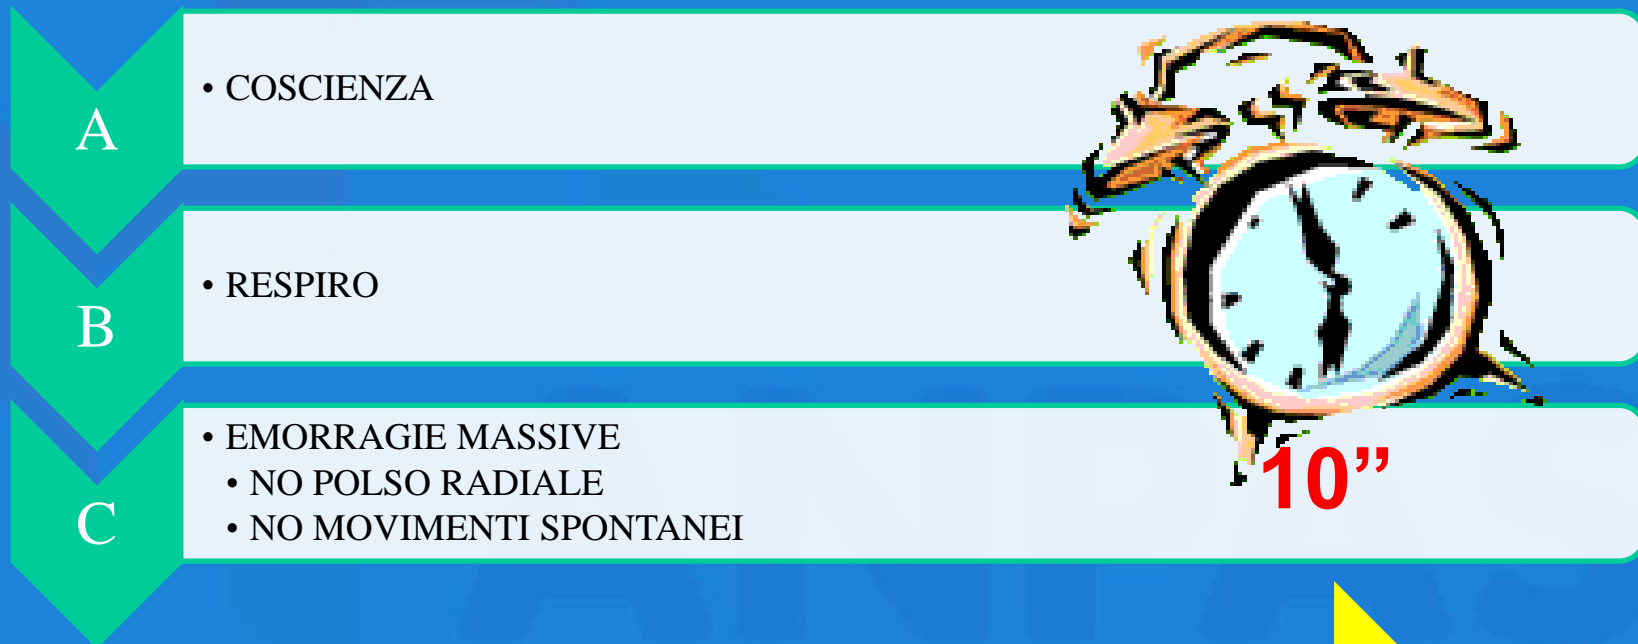 A
• COSCIENZA
B
• RESPIRO
C
• EMORRAGIE MASSIVE
• NO POLSO RADIALE
• NO MOVIMENTI SPONTANEI
10”